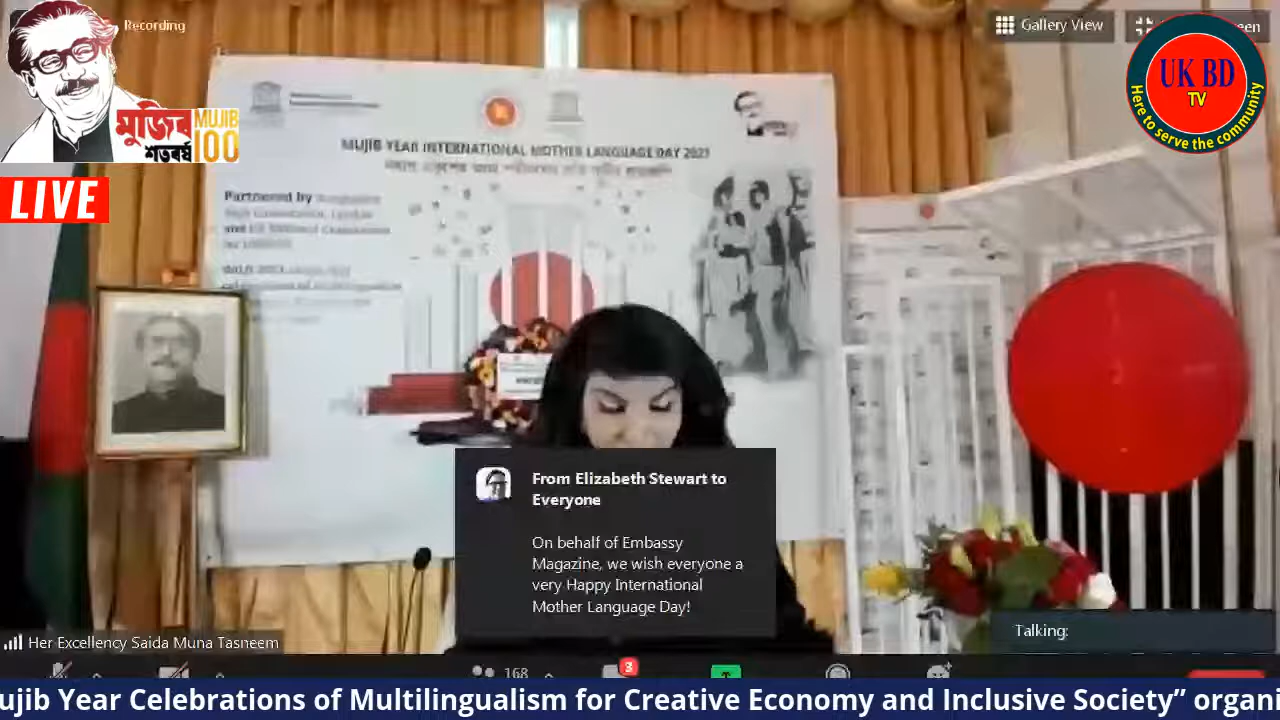 Recording
Gallery View
মুজিব
শতবর্ষ
MUJIB
100
UK BD
TV
Here to serve the community
LIVE
MUJIB YEAR INTERNATIONAL MOTHER LANGUAGE DAY 2021
Partnered by
From Elizabeth Stewart to
Everyone
On behalf of Embassy
Magazine, we wish everyone a
very Happy International
Mother Language Day!
Her Excellency Saida Muna Tasneem
Talking:
168
3
ujib Year Celebrations of Multilingualism for Creative Economy and Inclusive Society” organi